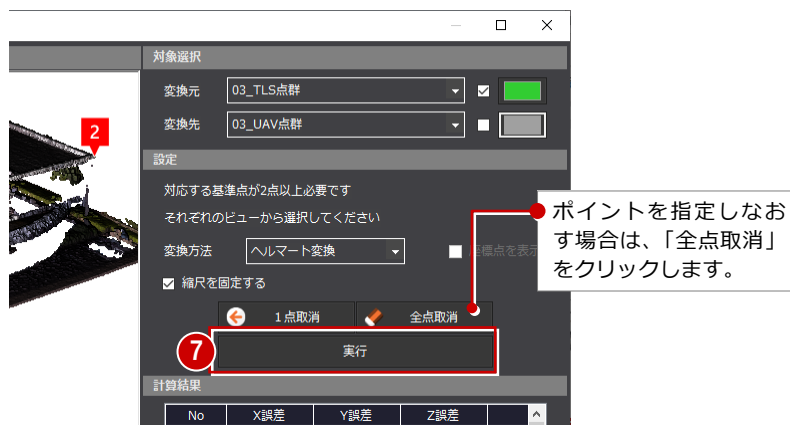 対象選択
変換元
03_TLS点群
変換先
03_UAV点群
2
設定
対応する基準点が2点以上必要です
それぞれのビューから選択してください
変換方法
ヘルマート変換
座標点を表示
縮尺を固定する
1点取消
全点取消
7
実行
計算結果
No X誤差 Y誤差 Z誤差
ポイントを指定しなお
す場合は、「全点取消」
をクリックします。